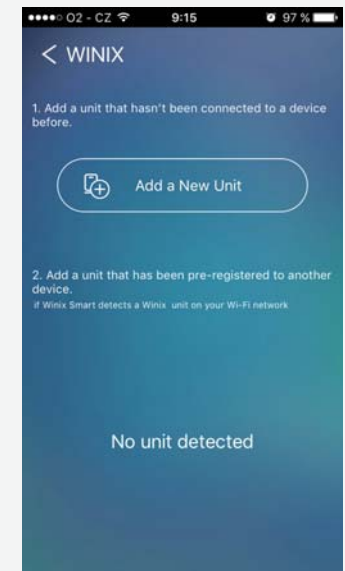 O2 - CZ 9:15 97 %
< WINIX
1. Add a unit that hasn't been connected to a device
before.
Add a New Unit
2. Add a unit that has been pre-registered to another
device.
if Winix Smart detects a Winix unit on your Wi-Fi network
No unit detected